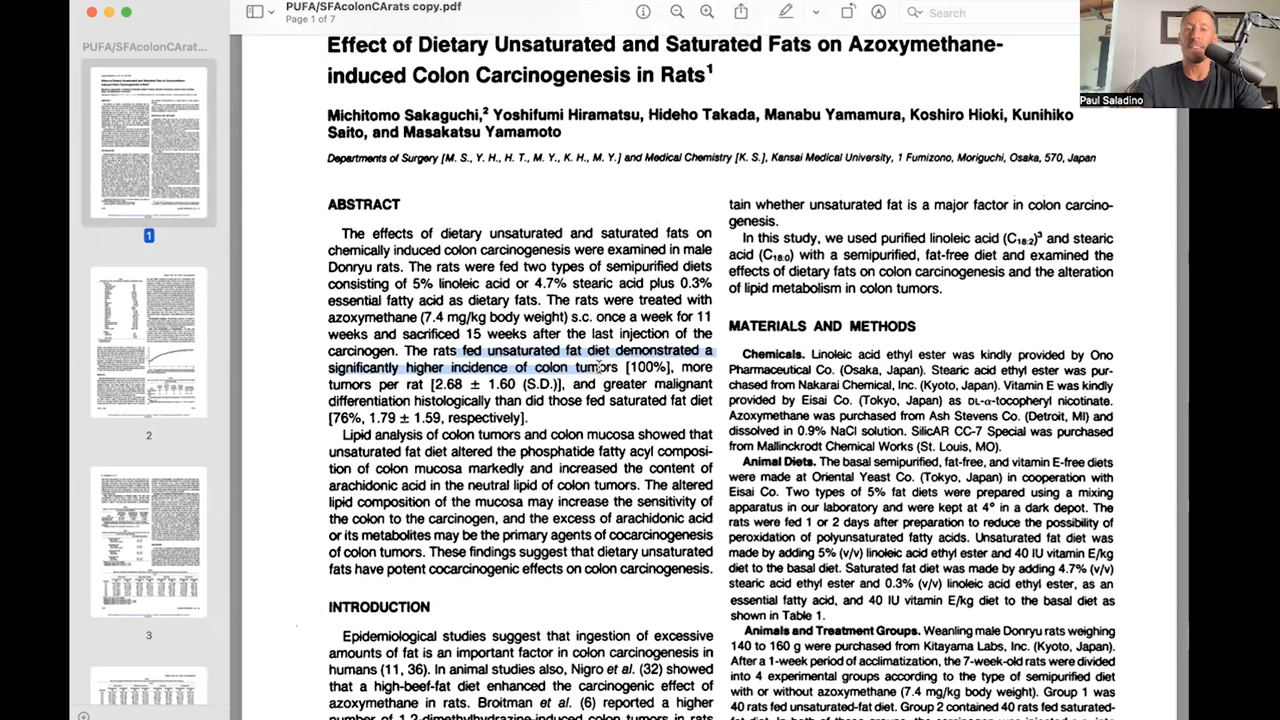 PUFA/SFAcolonCArats copy.pdf
Page 1 of 7
Search
PUFA/SFAcolonCArat...
1
2
3
Paul Saladino
Effect of Dietary Unsaturated and Saturated Fats on Azoxymethane-
induced Colon Carcinogenesis in Rats¹
Michitomo Sakaguchi,² Yoshifumi Hiramatsu, Hideho Takada, Manabu Yamamura, Koshiro Hioki, Kunihiko
Saito, and Masakatsu Yamamoto
Departments of Surgery [M. S., Y. H., H. T., M. Y., K. H., M. Y.] and Medical Chemistry [K. S.], Kansai Medical University, 1 Fumizono, Moriguchi, Osaka, 570, Japan
ABSTRACT
The effects of dietary unsaturated and saturated fats on
chemically induced colon carcinogenesis were examined in male
Donryu rats. The rats were fed two types of semipurified diets
consisting of 5% linoleic acid or 4.7% stearic acid plus 0.3%
essential fatty acid as dietary fats. The rats were treated with
azoxymethane (7.4 mg/kg body weight) s.c. once a week for 11
weeks and sacrificed 15 weeks after the last injection of the
carcinogen. The rats fed unsaturated fat diet demonstrated a
significantly higher incidence of colon tumors [100%], more
tumors per rat [2.68 ± 1.60 (S.D.)], and greater malignant
differentiation histologically than did those fed saturated fat diet
[76%, 1.79 ± 1.59, respectively].
Lipid analysis of colon tumors and colon mucosa showed that
unsaturated fat diet altered the phosphatide fatty acyl composi-
tion of colon mucosa markedly and increased the content of
arachidonic acid in the neutral lipid of colon tumors. The altered
lipid composition of the mucosa may increase the sensitivity of
the colon to the carcinogen, and the excess of arachidonic acid
or its metabolites may be the primary agents of cocarcinogenesis
of colon tumors. These findings suggest that dietary unsaturated
fats have potent cocarcinogenic effects on colon carcinogenesis.
INTRODUCTION
Epidemiological studies suggest that ingestion of excessive
amounts of fat is an important factor in colon carcinogenesis in
humans (11, 36). In animal studies also, Nigro et al. (32) showed
that a high-beef-fat diet enhanced the carcinogenic effect of
azoxymethane in rats. Broitman et al. (6) reported a higher
number of 1,2-dimethylhydrazine-induced colon tumors in rats
tain whether unsaturated fat is a major factor in colon carcino-
genesis.
In this study, we used purified linoleic acid (C₁₈:₂)³ and stearic
acid (C₁₈:₀) with a semipurified, fat-free diet and examined the
effects of dietary fats on colon carcinogenesis and the alteration
of lipid metabolism in colon tumors.
MATERIALS AND METHODS
Chemicals. Linoleic acid ethyl ester was kindly provided by Ono
Pharmaceutical Co. (Osaka, Japan). Stearic acid ethyl ester was pur-
chased from Nakarai Chemical, Inc. (Kyoto, Japan). Vitamin E was kindly
provided by Eisai Co. (Tokyo, Japan) as DL-α-tocopheryl nicotinate.
Azoxymethane was purchased from Ash Stevens Co. (Detroit, MI) and
dissolved in 0.9% NaCl solution. SilicAR CC-7 Special was purchased
from Mallinckrodt Chemical Works (St. Louis, MO).
Animal Diets. The basal semipurified, fat-free, and vitamin E-free diets
were made at Oriental Yeast Co. (Tokyo, Japan) in cooperation with
Eisai Co. Two types of 5% fat diets were prepared using a mixing
apparatus in our laboratory and were kept at 4° in a dark depot. The
rats were fed 1 or 2 days after preparation to reduce the possibility of
peroxidation of polyunsaturated fatty acids. Unsaturated fat diet was
made by adding 5% (v/v) linoleic acid ethyl ester and 40 IU vitamin E/kg
diet to the basal diet. Saturated fat diet was made by adding 4.7% (v/v)
stearic acid ethyl ester and 0.3% (v/v) linoleic acid ethyl ester, as an
essential fatty acid, and 40 IU vitamin E/kg diet to the basal diet as
shown in Table 1.
Animals and Treatment Groups. Weanling male Donryu rats weighing
140 to 160 g were purchased from Kitayama Labs, Inc. (Kyoto, Japan).
After a 1-week period of acclimatization, the 7-week-old rats were divided
into 4 experimental groups according to the type of semipurified diet
with or without azoxymethane (7.4 mg/kg body weight). Group 1 was
40 rats fed unsaturated-fat diet. Group 2 contained 40 rats fed saturated-